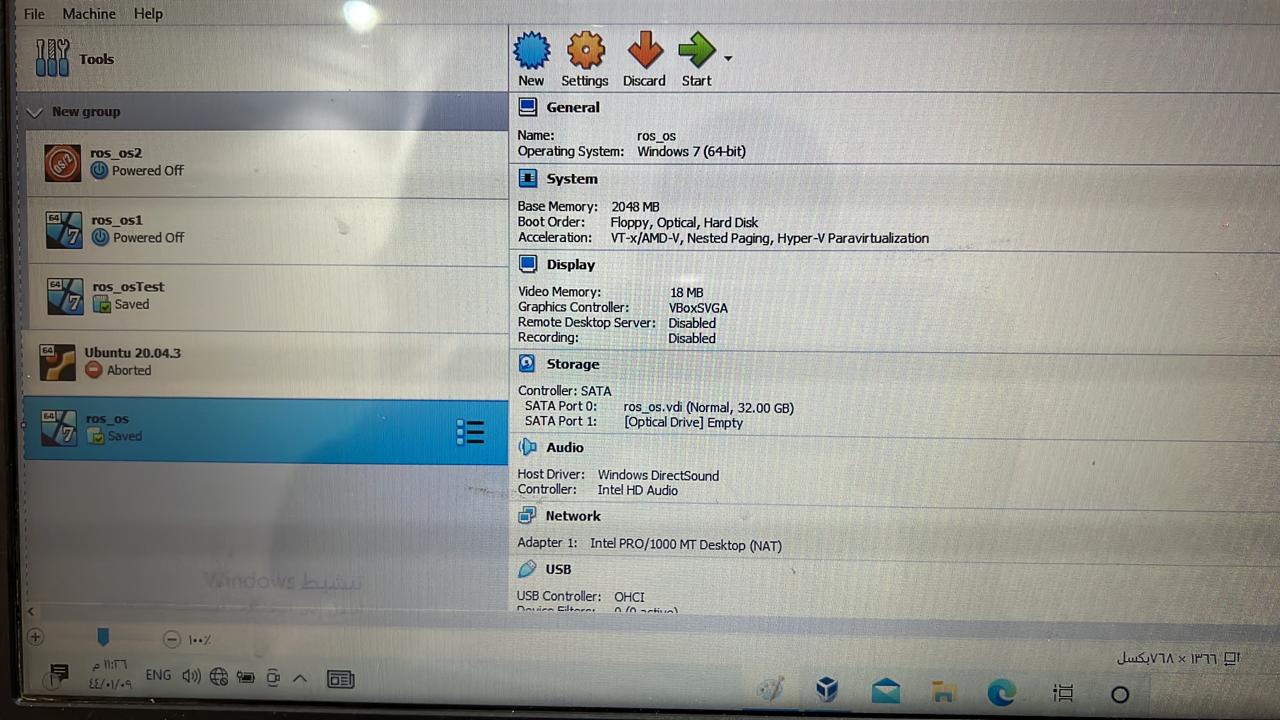 File Machine Help
Tools
New group
ros_os2
Powered Off
ros_os1
Powered Off
ros_osTest
Saved
Ubuntu 20.04.3
Aborted
ros_os
Saved
New Settings Discard Start
General
Name: ros_os
Operating System: Windows 7 (64-bit)
System
Base Memory: 2048 MB
Boot Order: Floppy, Optical, Hard Disk
Acceleration: VT-x/AMD-V, Nested Paging, Hyper-V Paravirtualization
Display
Video Memory: 18 MB
Graphics Controller: VBoxSVGA
Remote Desktop Server: Disabled
Recording: Disabled
Storage
Controller: SATA
SATA Port 0: ros_os.vdi (Normal, 32.00 GB)
SATA Port 1: [Optical Drive] Empty
Audio
Host Driver: Windows DirectSound
Controller: Intel HD Audio
Network
Adapter 1: Intel PRO/1000 MT Desktop (NAT)
USB
USB Controller: OHCI
Device Filters: 0 (0 active)
تنشيط Windows
١٠٠٪
١٣٦٦ × ٧٦٨بكسل
ENG
١١:٢٦ م
٤٤/٠١/٠٩